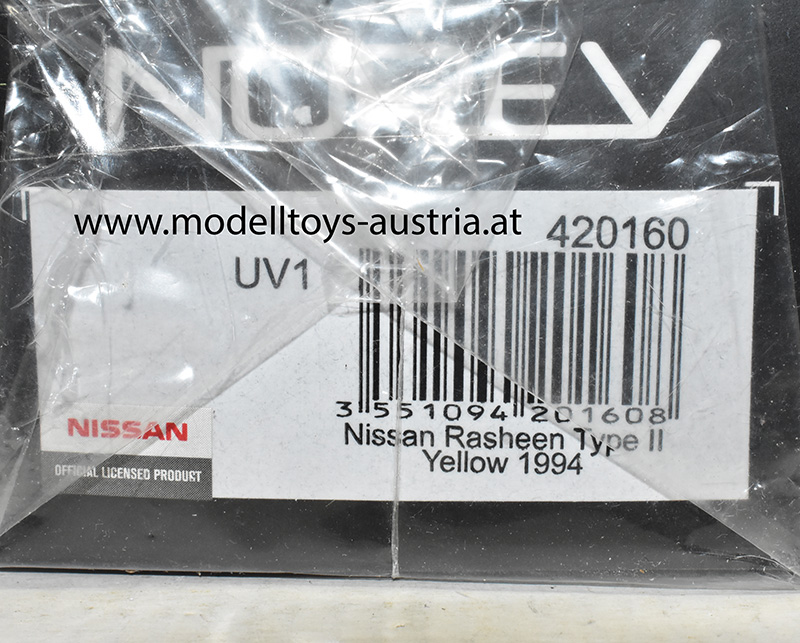 NOREV
www.modelltoys-austria.at
420160
UV1
3 551094 201608
NISSAN
OFFICIAL LICENSED PRODUCT
Nissan Rasheen Type II
Yellow 1994